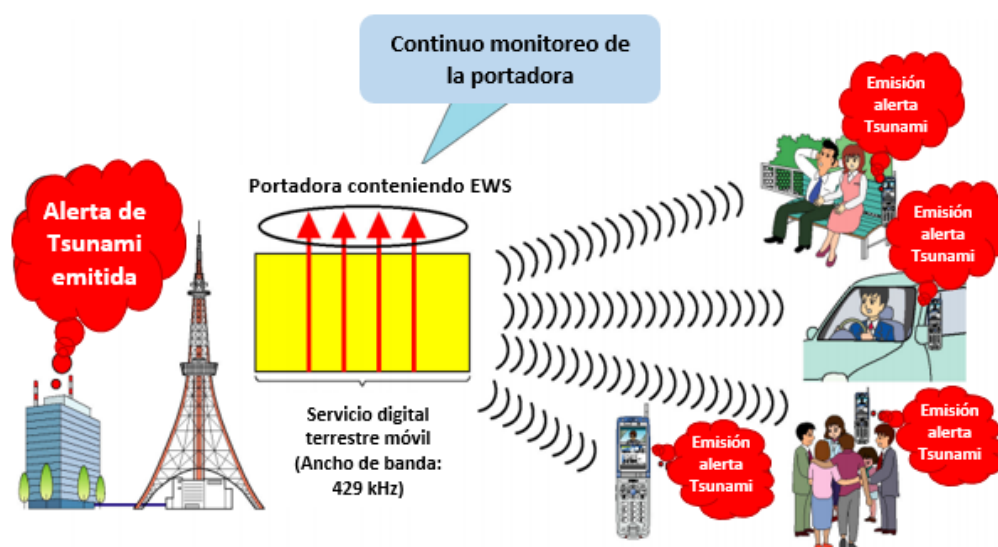 Continuo monitoreo de
la portadora
Portadora conteniendo EWS
Alerta de
Tsunami
emitida
Servicio digital
terrestre móvil
(Ancho de banda:
429 kHz)
Emisión
alerta
Tsunami
Emisión
alerta
Tsunami
Emisión
alerta
Tsunami
Emisión
alerta
Tsunami